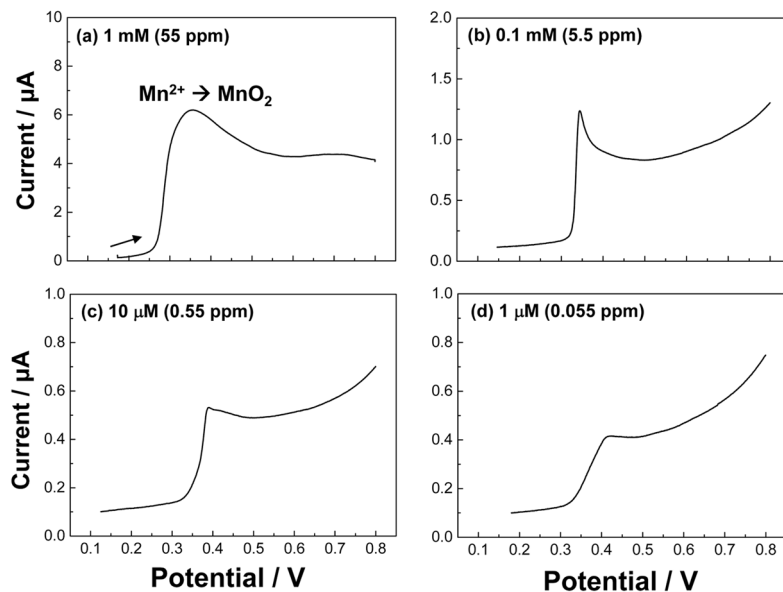 (a) 1 mM (55 ppm)
Mn²⁺ → MnO₂
Current / µA
10
8
6
4
2
0
(b) 0.1 mM (5.5 ppm)
2.0
1.5
1.0
0.5
0.0
(c) 10 µM (0.55 ppm)
Current / µA
1.0
0.8
0.6
0.4
0.2
0.0
0.1 0.2 0.3 0.4 0.5 0.6 0.7 0.8
Potential / V
(d) 1 µM (0.055 ppm)
1.0
0.8
0.6
0.4
0.2
0.0
0.1 0.2 0.3 0.4 0.5 0.6 0.7 0.8
Potential / V